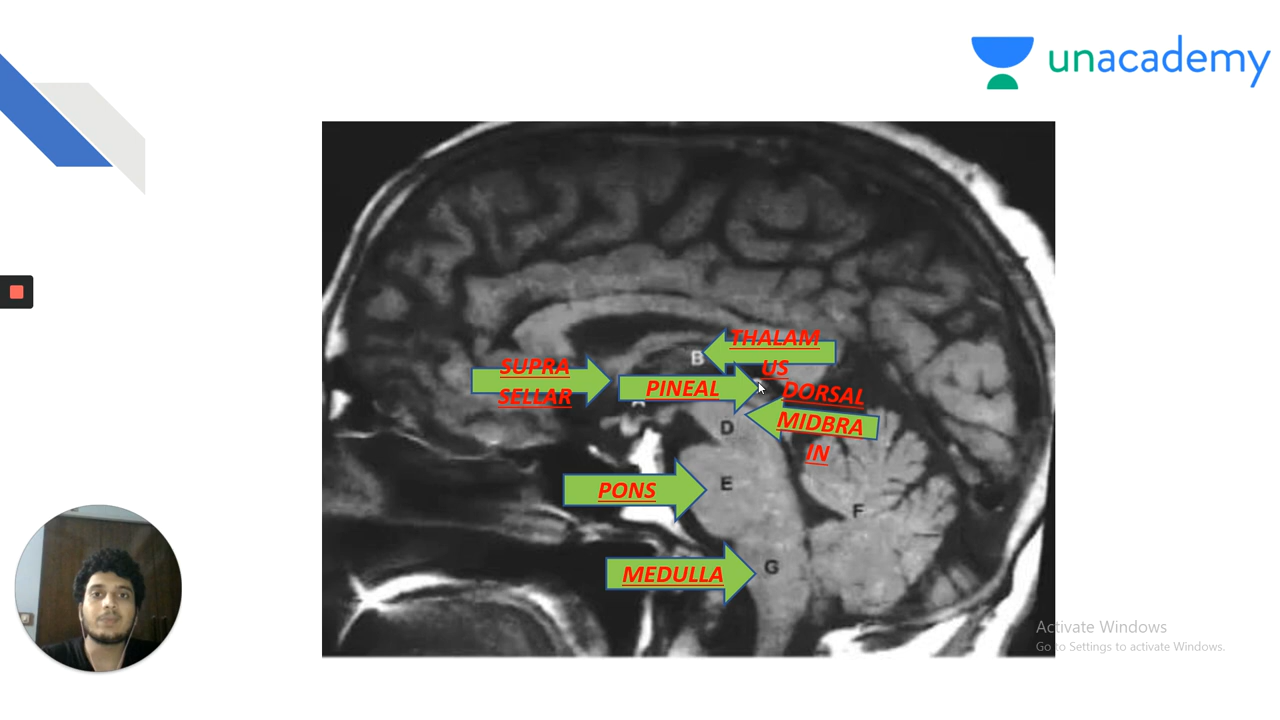 unacademy
THALAM
US
B
SUPRA
SELLAR
PINEAL
DORSAL
MIDBRA
IN
D
PONS
E
F
MEDULLA
G
Activate Windows
Go to Settings to activate Windows.